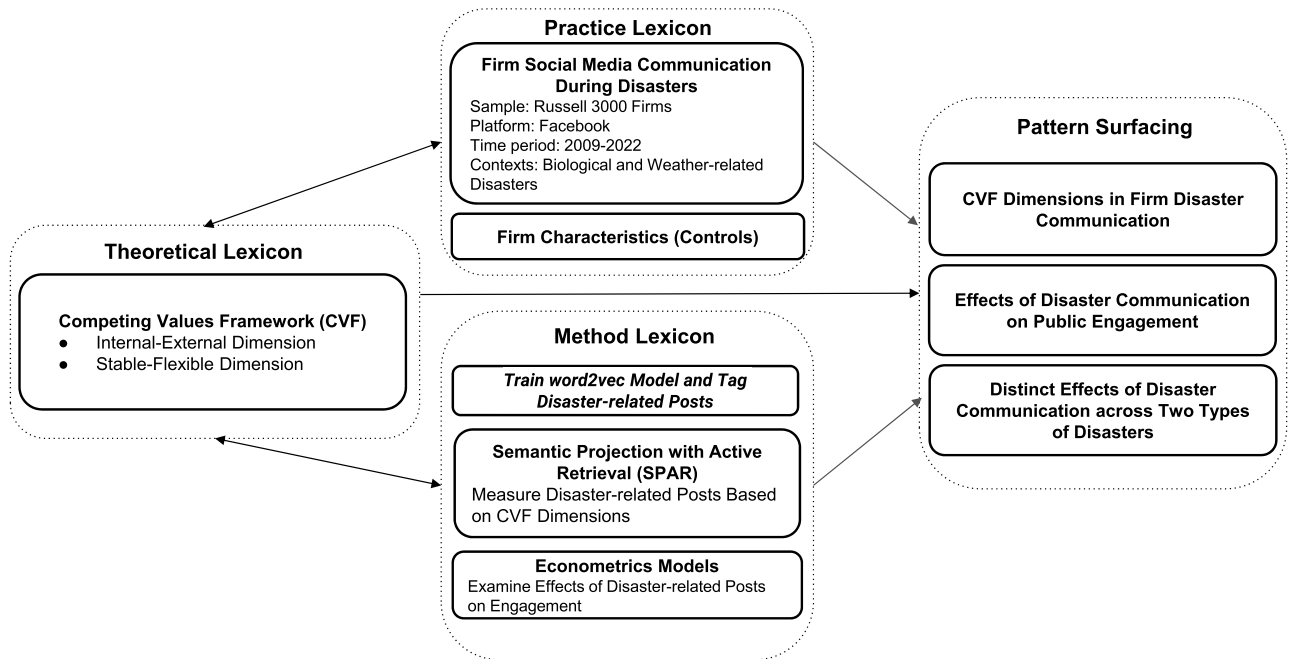 Theoretical Lexicon
Competing Values Framework (CVF)
● Internal-External Dimension
● Stable-Flexible Dimension
Practice Lexicon
Firm Social Media Communication
During Disasters
Sample: Russell 3000 Firms
Platform: Facebook
Time period: 2009-2022
Contexts: Biological and Weather-related
Disasters
Firm Characteristics (Controls)
Method Lexicon
Train word2vec Model and Tag
Disaster-related Posts
Semantic Projection with Active
Retrieval (SPAR)
Measure Disaster-related Posts Based
on CVF Dimensions
Econometrics Models
Examine Effects of Disaster-related Posts
on Engagement
Pattern Surfacing
CVF Dimensions in Firm Disaster
Communication
Effects of Disaster Communication
on Public Engagement
Distinct Effects of Disaster
Communication across Two Types
of Disasters